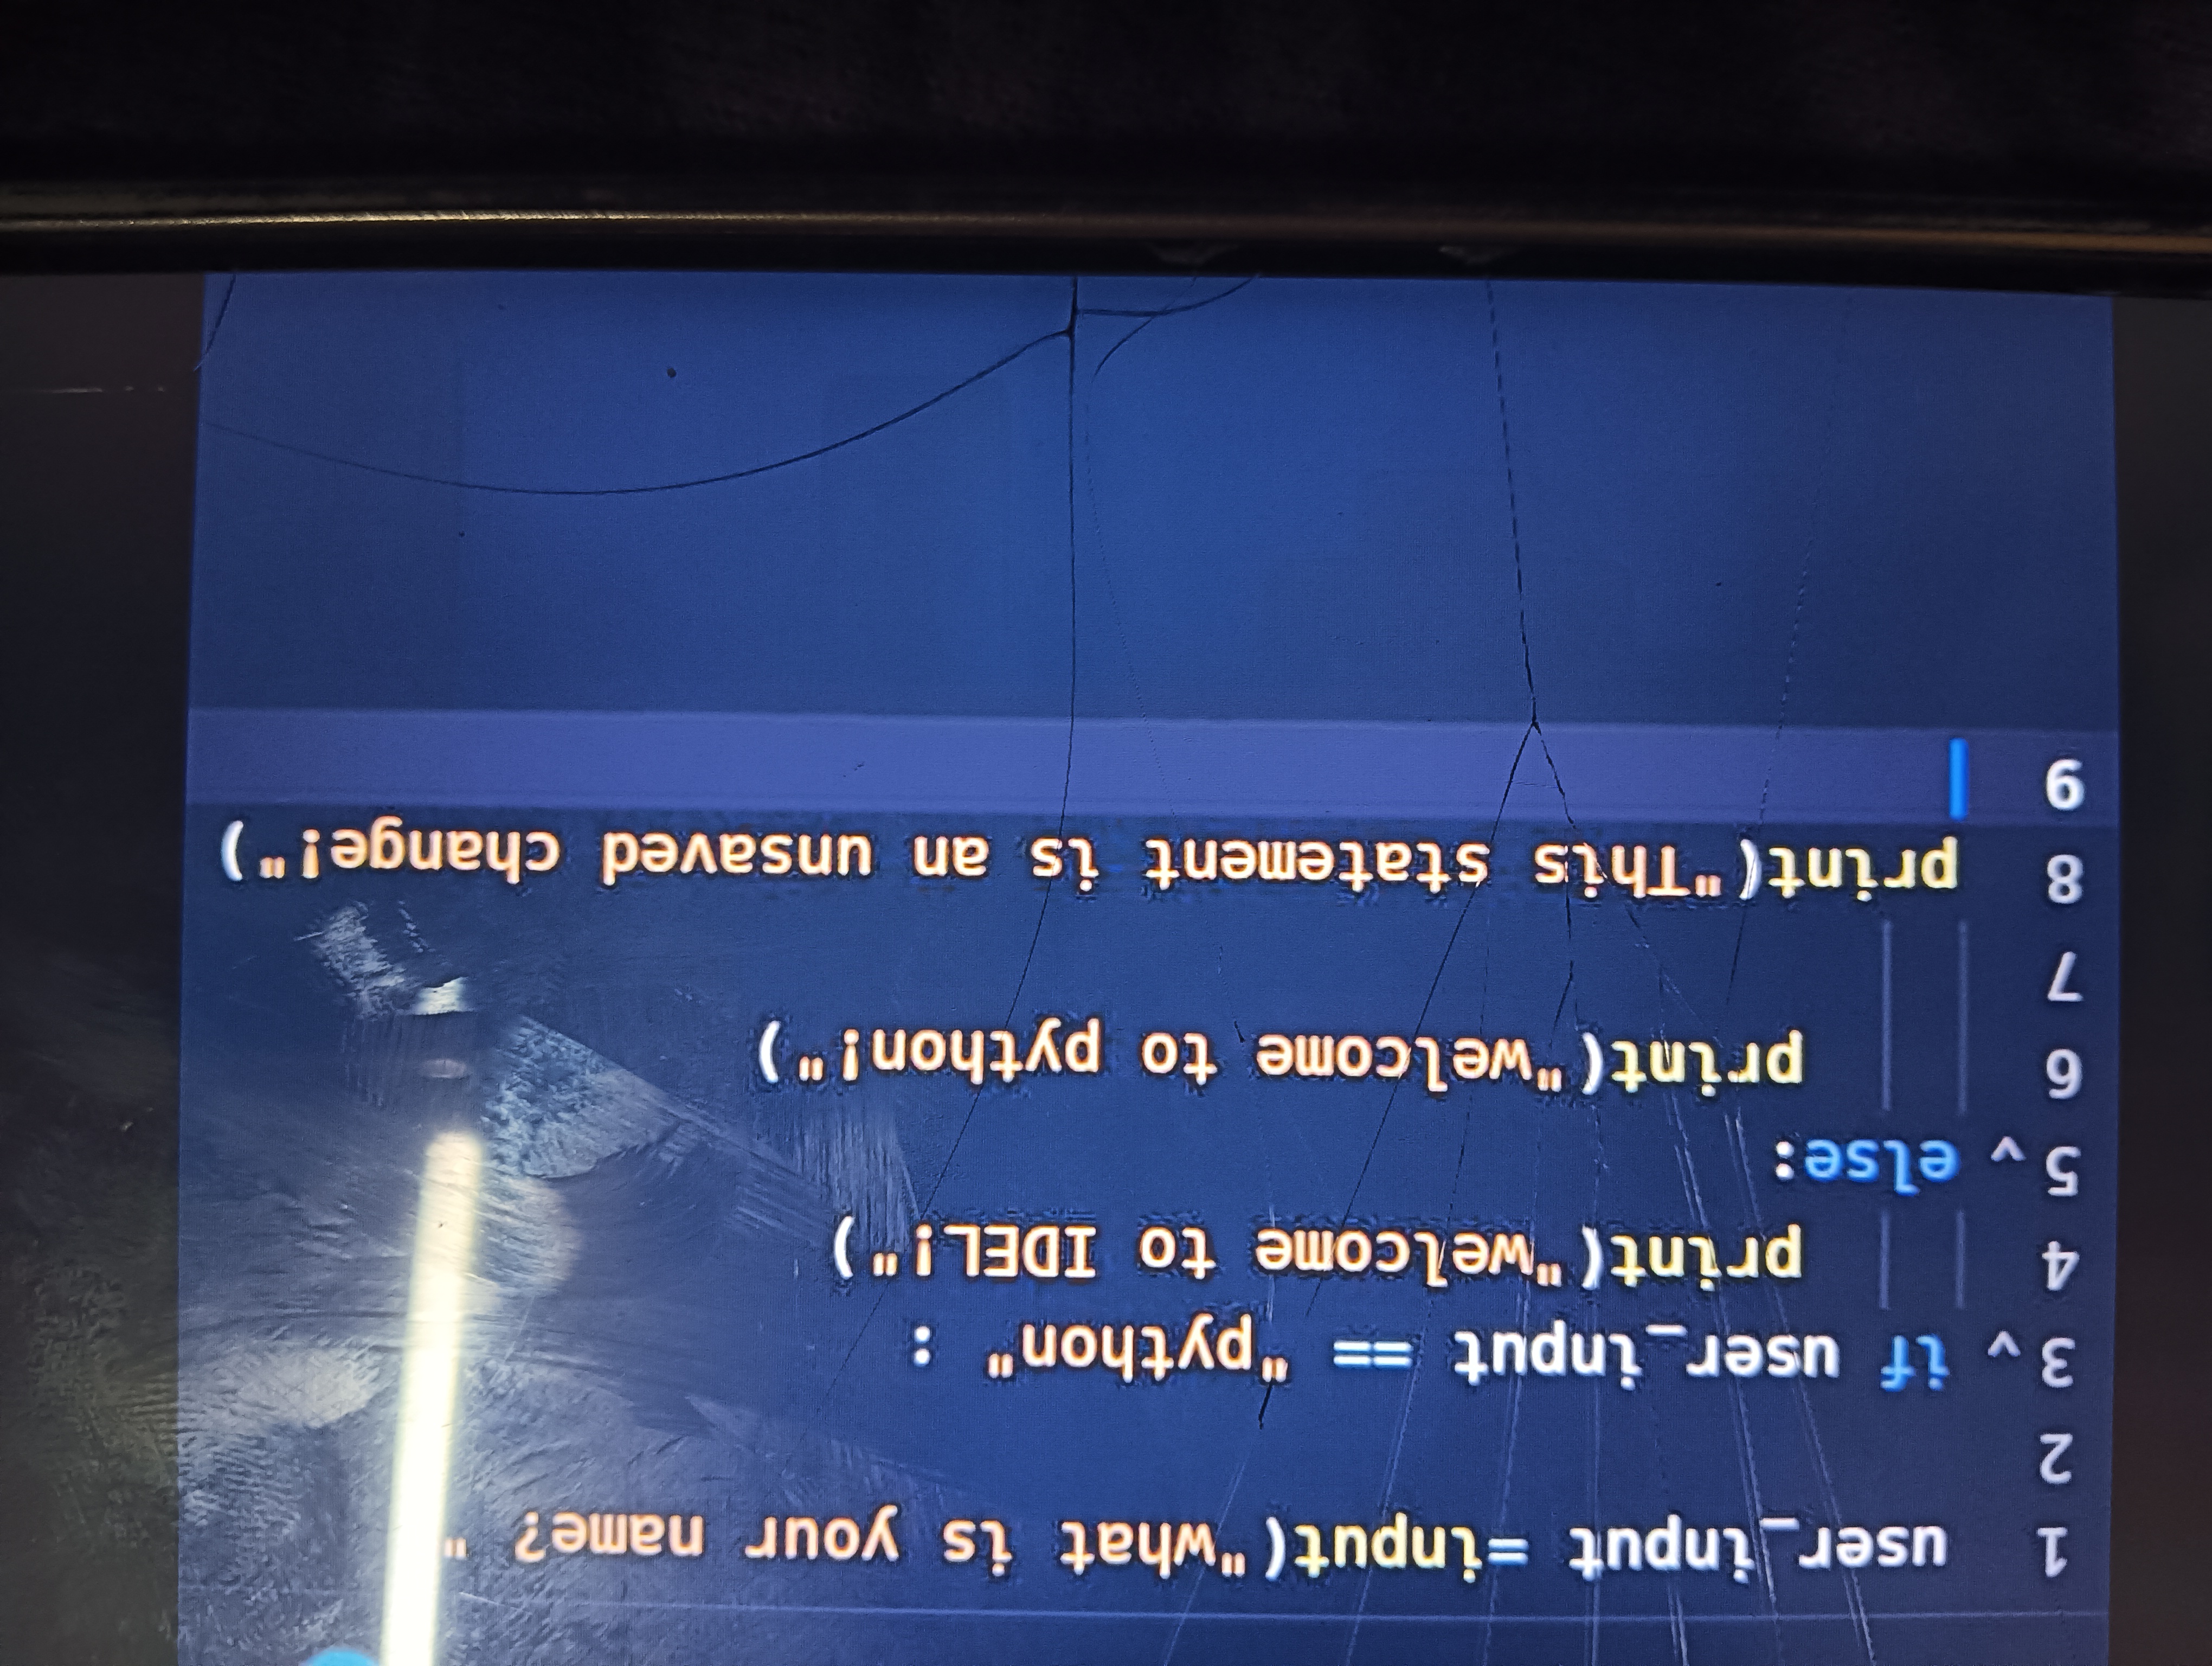 1 user_input =input("what is your name? "
2
3 if user_input == "python" :
4 print("welcome to IDEL!")
5 else:
6 print("welcome to python!")
7
8 print("This statement is an unsaved change!")
9